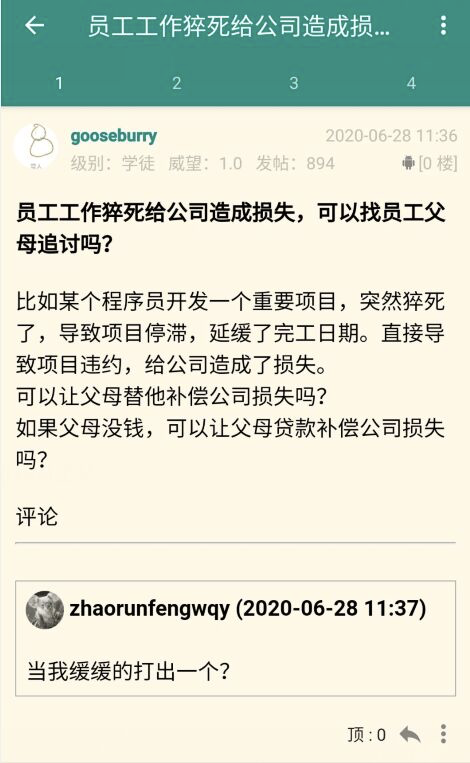 员工工作猝死给公司造成损...
1 2 3 4
gooseburry 2020-06-28 11:36
级别：学徒 威望：1.0 发帖：894 [0 楼]
员工工作猝死给公司造成损失，可以找员工父
母追讨吗？
比如某个程序员开发一个重要项目，突然猝死
了，导致项目停滞，延缓了完工日期。直接导
致项目违约，给公司造成了损失。
可以让父母替他补偿公司损失吗？
如果父母没钱，可以让父母贷款补偿公司损失
吗？
评论
zhaorunfengwqy (2020-06-28 11:37)
当我缓缓的打出一个？
顶 : 0